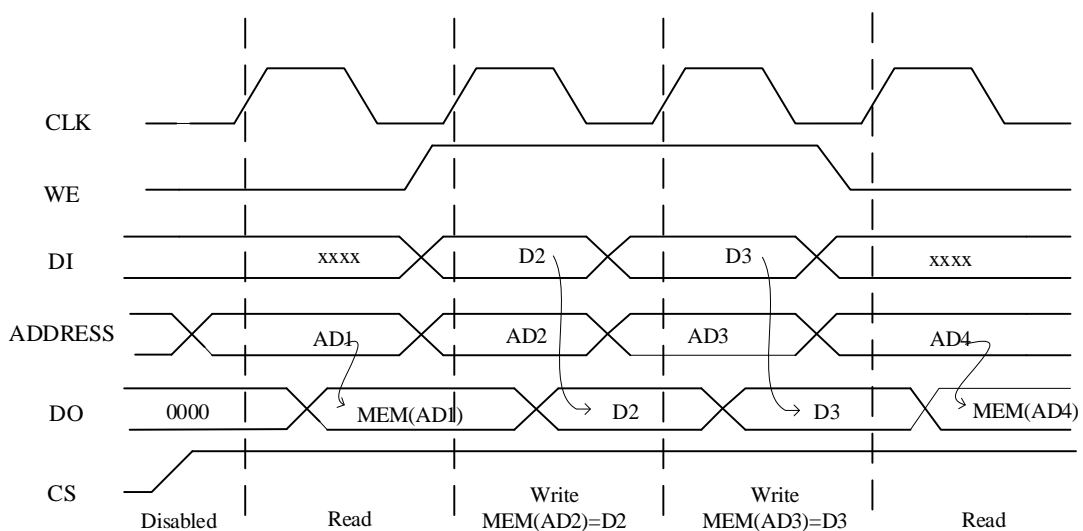 CLK
WE
DI
xxxx
D2
D3
xxxx
ADDRESS
AD1
AD2
AD3
AD4
DO
0000
MEM(AD1)
D2
D3
MEM(AD4)
CS
Disabled
Read
Write
MEM(AD2)=D2
Write
MEM(AD3)=D3
Read